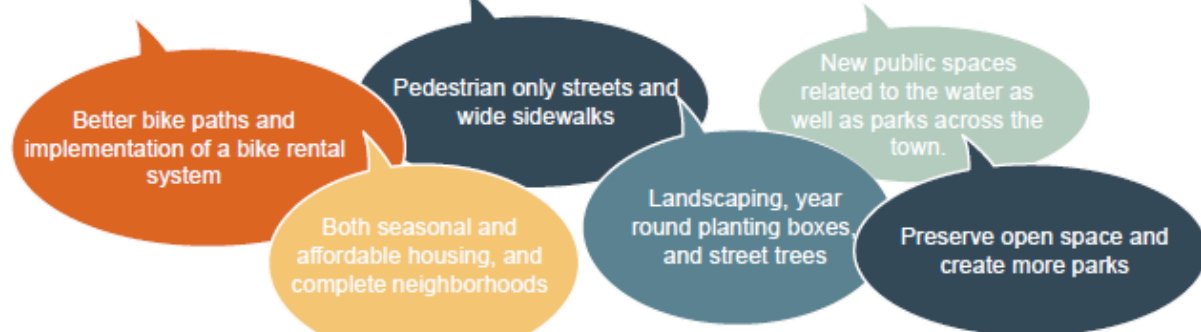 Better bike paths and
implementation of a bike rental
system
Pedestrian only streets and
wide sidewalks
New public spaces
related to the water as
well as parks across the
town.
Both seasonal and
affordable housing, and
complete neighborhoods
Landscaping, year
round planting boxes,
and street trees
Preserve open space and
create more parks